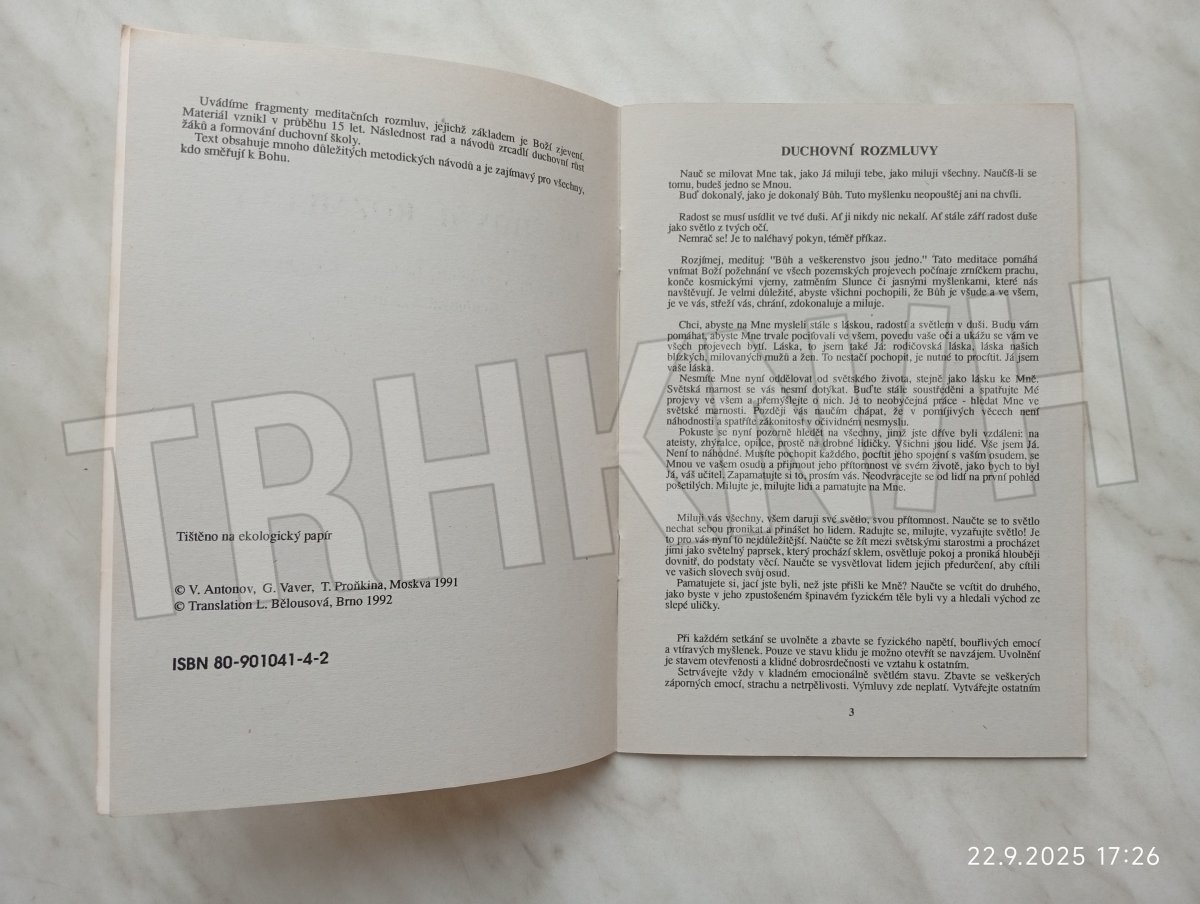 Uvádíme fragmenty meditačních rozmluv, jejichž základem je Boží zjevení.
Materiál vznikl v průběhu 15 let. Následnost rad a návodů zrcadlí duchovní růst
žáků a formování duchovní školy.
Text obsahuje mnoho důležitých metodických návodů a je zajímavý pro všechny,
kdo směřují k Bohu.
Tištěno na ekologický papír
© V. Antonov, G. Vaver, T. Proňkina, Moskva 1991
© Translation L. Bělousová, Brno 1992
ISBN 80-901041-4-2
DUCHOVNÍ ROZMLUVY
Nauč se milovat Mne tak, jako Já miluji tebe, jako miluji všechny. Naučíš-li se
tomu, budeš jedno se Mnou.
Buď dokonalý, jako je dokonalý Bůh. Tuto myšlenku neopouštěj ani na chvíli.
Radost se musí usídlit ve tvé duši. Ať ji nikdy nic nekalí. Ať stále září radost duše
jako světlo z tvých očí.
Nemrač se! Je to naléhavý pokyn, téměř příkaz.
Rozjímej, medituj: "Bůh a veškerenstvo jsou jedno." Tato meditace pomáhá
vnímat Boží požehnání ve všech pozemských projevech počínaje zrníčkem prachu,
konče kosmickými vjemy, zatměním Slunce či jasnými myšlenkami, které nás
navštěvují. Je velmi důležité, abyste všichni pochopili, že Bůh je všude a ve všem,
je ve vás, střeží vás, chrání, zdokonaluje a miluje.
Chci, abyste na Mne mysleli stále s láskou, radostí a světlem v duši. Budu vám
pomáhat, abyste Mne trvale pociťovali ve všem, povedu vaše oči a ukážu se vám ve
všech projevech bytí. Láska, to jsem také Já: rodičovská láska, láska našich
blízkých, milovaných mužů a žen. To nestačí pochopit, je nutné to procítit. Já jsem
vaše láska.
Nesmíte Mne nyní oddělovat od světského života, stejně jako lásku ke Mně.
Světská marnost se vás nesmí dotýkat. Buďte stále soustředěni a spatřujte Mé
projevy ve všem a přemýšlejte o nich. Je to neobyčejná práce - hledat Mne ve
světské marnosti. Později vás naučím chápat, že v pomíjivých věcech není
náhodnosti a spatříte zákonitost v očividném nesmyslu.
Pokuste se nyní pozorně hledět na všechny, jimž jste dříve byli vzdáleni: na
ateisty, zhýralce, opilce, prostě na drobné lidičky. Všichni jsou lidé. Vše jsem Já.
Není to náhodné. Musíte pochopit každého, pocítit jeho spojení s vaším osudem, se
Mnou ve vašem osudu a přijmout jeho přítomnost ve svém životě, jako bych to byl
Já, váš učitel. Zapamatujte si to, prosím vás. Neodvracejte se od lidí na první pohled
pošetilých. Milujte je, milujte lidi a pamatujte na Mne.
Miluji vás všechny, všem daruji své světlo, svou přítomnost. Naučte se to světlo
nechat sebou pronikat a přinášet ho lidem. Radujte se, milujte, vyzařujte světlo! Je
to pro vás nyní to nejdůležitější. Naučte se žít mezi světskými starostmi a procházet
jimi jako světelný paprsek, který prochází sklem, osvětluje pokoj a proniká hlouběji
dovnitř, do podstaty věcí. Naučte se vysvětlovat lidem jejich předurčení, aby cítili
ve vašich slovech svůj osud.
Pamatujete si, jací jste byli, než jste přišli ke Mně? Naučte se vcítit do druhého,
jako byste v jeho zpustošeném špinavém fyzickém těle byli vy a hledali východ ze
slepé uličky.
Při každém setkání se uvolněte a zbavte se fyzického napětí, bouřlivých emocí
a vtíravých myšlenek. Pouze ve stavu klidu je možno otevřít se navzájem. Uvolnění
je stavem otevřenosti a klidné dobrosrdečnosti ve vztahu k ostatním.
Setrvávejte vždy v kladném emocionálně světlém stavu. Zbavte se veškerých
záporných emocí, strachu a netrpělivosti. Výmluvy zde neplatí. Vytvářejte ostatním
3
TRHKNIH
22.9.2025 17:26